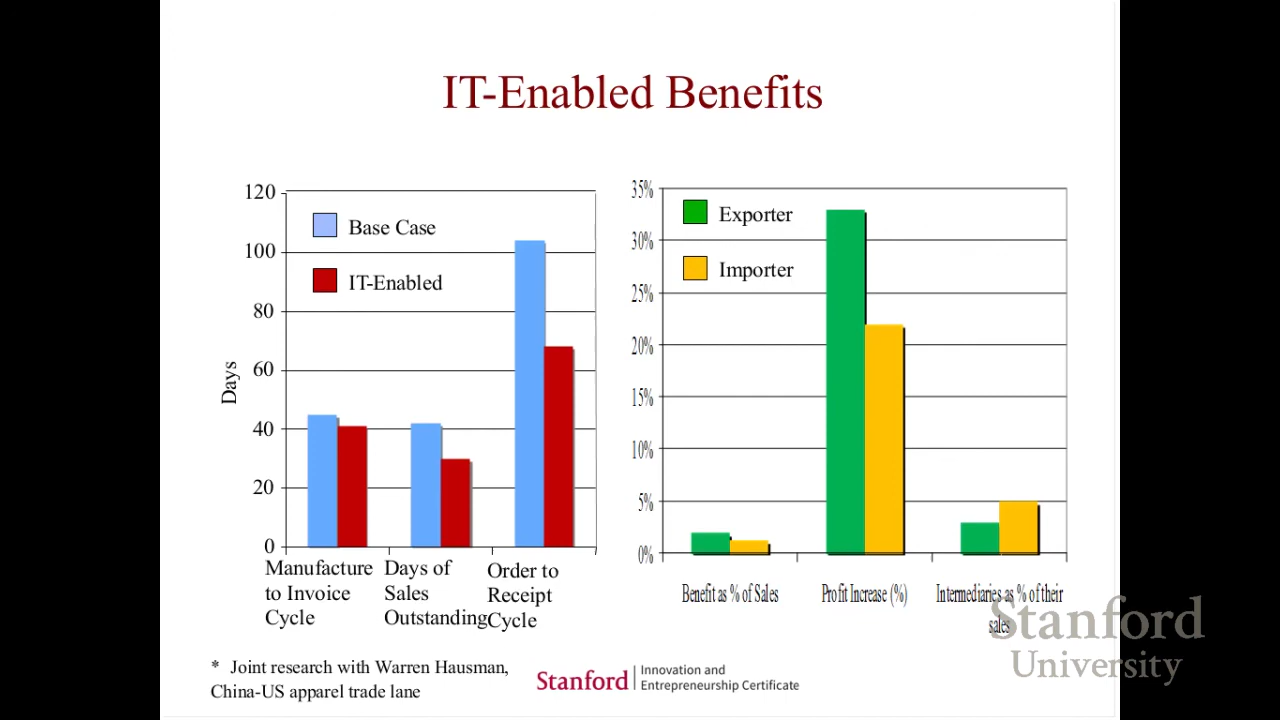 IT-Enabled Benefits
120
100
80
60
40
20
0
Days
Base Case
IT-Enabled
Manufacture
to Invoice
Cycle
Days of
Sales
Outstanding
Order to
Receipt
Cycle
35%
30%
25%
20%
15%
10%
5%
0%
Exporter
Importer
Benefit as % of Sales
Profit Increase (%)
Intermediaries as % of their
sales
* Joint research with Warren Hausman,
China-US apparel trade lane
Stanford
Innovation and
Entrepreneurship Certificate
Stanford
University